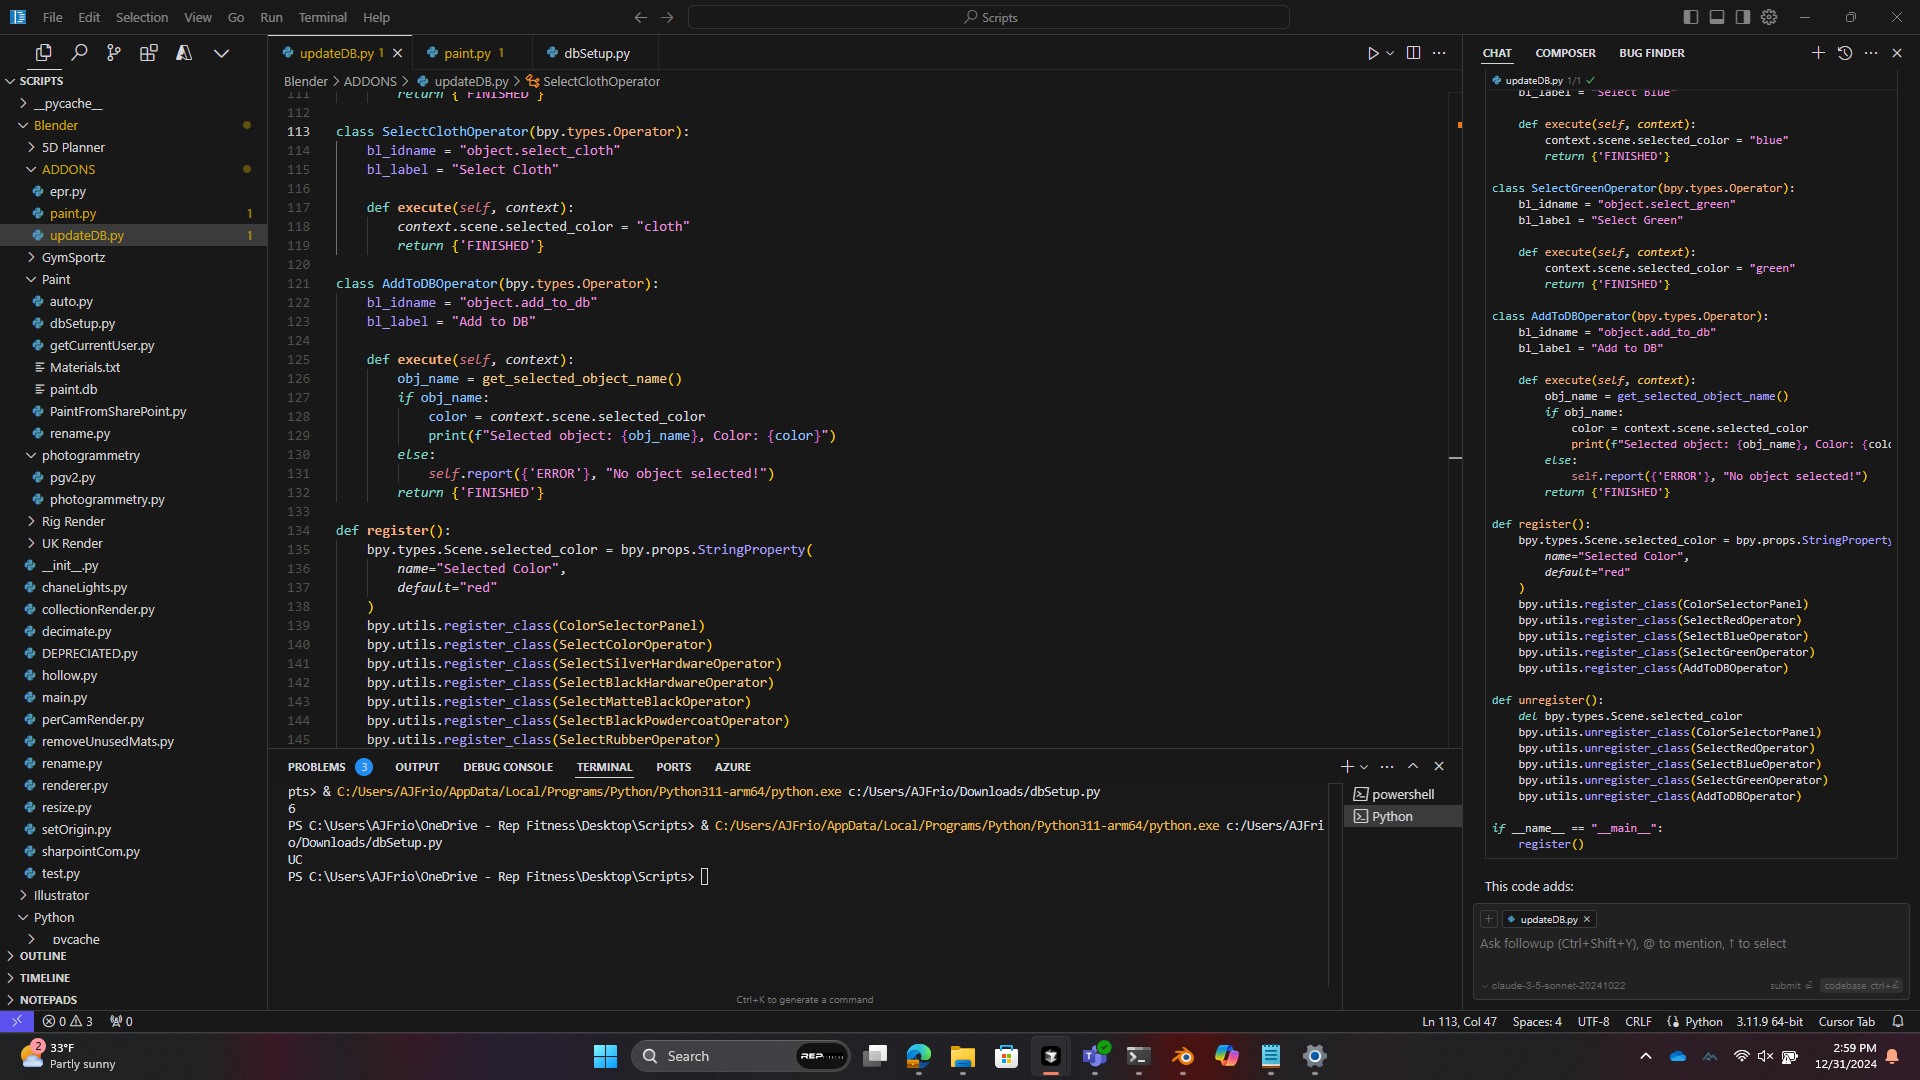 File Edit Selection View Go Run Terminal Help
Scripts
SCRIPTS
__pycache__
Blender
5D Planner
ADDONS
epr.py
paint.py 1
updateDB.py 1
GymSportz
Paint
auto.py
dbSetup.py
getCurrentUser.py
Materials.txt
paint.db
PaintFromSharePoint.py
rename.py
photogrammetry
pgv2.py
photogrammetry.py
Rig Render
UK Render
__init__.py
chaneLights.py
collectionRender.py
decimate.py
DEPRECIATED.py
hollow.py
main.py
perCamRender.py
removeUnusedMats.py
rename.py
renderer.py
resize.py
setOrigin.py
sharpointCom.py
test.py
Illustrator
Python
__pycache__
OUTLINE
TIMELINE
NOTEPADS
updateDB.py 1 paint.py 1 dbSetup.py
Blender > ADDONS > updateDB.py > SelectClothOperator
111 return {'FINISHED'}
112
113 class SelectClothOperator(bpy.types.Operator):
114 bl_idname = "object.select_cloth"
115 bl_label = "Select Cloth"
116
117 def execute(self, context):
118 context.scene.selected_color = "cloth"
119 return {'FINISHED'}
120
121 class AddToDBOperator(bpy.types.Operator):
122 bl_idname = "object.add_to_db"
123 bl_label = "Add to DB"
124
125 def execute(self, context):
126 obj_name = get_selected_object_name()
127 if obj_name:
128 color = context.scene.selected_color
129 print(f"Selected object: {obj_name}, Color: {color}")
130 else:
131 self.report({'ERROR'}, "No object selected!")
132 return {'FINISHED'}
133
134 def register():
135 bpy.types.Scene.selected_color = bpy.props.StringProperty(
136 name="Selected Color",
137 default="red"
138 )
139 bpy.utils.register_class(ColorSelectorPanel)
140 bpy.utils.register_class(SelectColorOperator)
141 bpy.utils.register_class(SelectSilverHardwareOperator)
142 bpy.utils.register_class(SelectBlackHardwareOperator)
143 bpy.utils.register_class(SelectMatteBlackOperator)
144 bpy.utils.register_class(SelectBlackPowdercoatOperator)
145 bpy.utils.register_class(SelectRubberOperator)
PROBLEMS 3 OUTPUT DEBUG CONSOLE TERMINAL PORTS AZURE
pts> & C:/Users/AJFrio/AppData/Local/Programs/Python/Python311-arm64/python.exe c:/Users/AJFrio/Downloads/dbSetup.py
6
PS C:\Users\AJFrio\OneDrive - Rep Fitness\Desktop\Scripts> & C:/Users/AJFrio/AppData/Local/Programs/Python/Python311-arm64/python.exe c:/Users/AJFri
o/Downloads/dbSetup.py
UC
PS C:\Users\AJFrio\OneDrive - Rep Fitness\Desktop\Scripts>
powershell
Python
Ctrl+K to generate a command
CHAT COMPOSER BUG FINDER
updateDB.py 1/1
bl_label = "Select Blue"
def execute(self, context):
context.scene.selected_color = "blue"
return {'FINISHED'}
class SelectGreenOperator(bpy.types.Operator):
bl_idname = "object.select_green"
bl_label = "Select Green"
def execute(self, context):
context.scene.selected_color = "green"
return {'FINISHED'}
class AddToDBOperator(bpy.types.Operator):
bl_idname = "object.add_to_db"
bl_label = "Add to DB"
def execute(self, context):
obj_name = get_selected_object_name()
if obj_name:
color = context.scene.selected_color
print(f"Selected object: {obj_name}, Color: {colo
else:
self.report({'ERROR'}, "No object selected!")
return {'FINISHED'}
def register():
bpy.types.Scene.selected_color = bpy.props.StringProperty
name="Selected Color",
default="red"
)
bpy.utils.register_class(ColorSelectorPanel)
bpy.utils.register_class(SelectRedOperator)
bpy.utils.register_class(SelectBlueOperator)
bpy.utils.register_class(SelectGreenOperator)
bpy.utils.register_class(AddToDBOperator)
def unregister():
del bpy.types.Scene.selected_color
bpy.utils.unregister_class(ColorSelectorPanel)
bpy.utils.unregister_class(SelectRedOperator)
bpy.utils.unregister_class(SelectBlueOperator)
bpy.utils.unregister_class(SelectGreenOperator)
bpy.utils.unregister_class(AddToDBOperator)
if __name__ == "__main__":
register()
This code adds:
updateDB.py
Ask followup (Ctrl+Shift+Y), @ to mention, ↑ to select
claude-3-5-sonnet-20241022 submit codebase ctrl+
0 3 0
Ln 113, Col 47 Spaces: 4 UTF-8 CRLF Python 3.11.9 64-bit Cursor Tab
2
33°F
Partly sunny
Search
REP
2:59 PM
12/31/2024